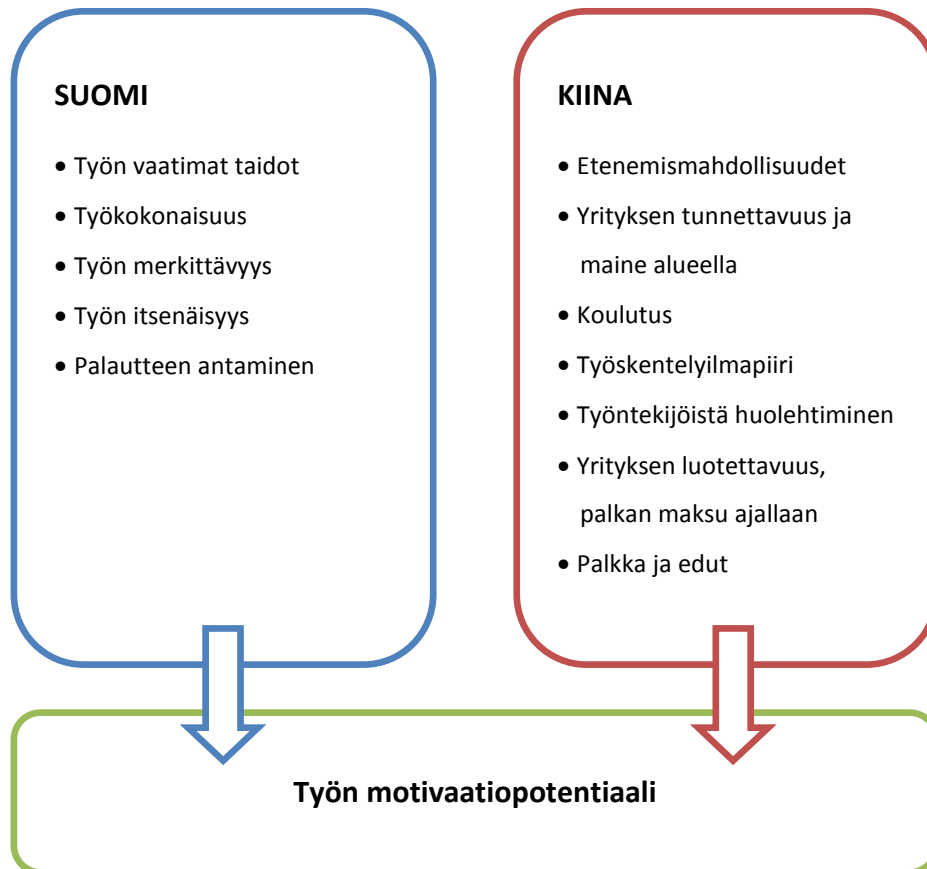 SUOMI
• Työn vaatimat taidot
• Työkokonaisuus
• Työn merkittävyys
• Työn itsenäisyys
• Palautteen antaminen
KIINA
• Etenemismahdollisuudet
• Yrityksen tunnettavuus ja
maine alueella
• Koulutus
• Työskentelyilmapiiri
• Työntekijöistä huolehtiminen
• Yrityksen luotettavuus,
palkan maksu ajallaan
• Palkka ja edut
Työn motivaatiopotentiaali